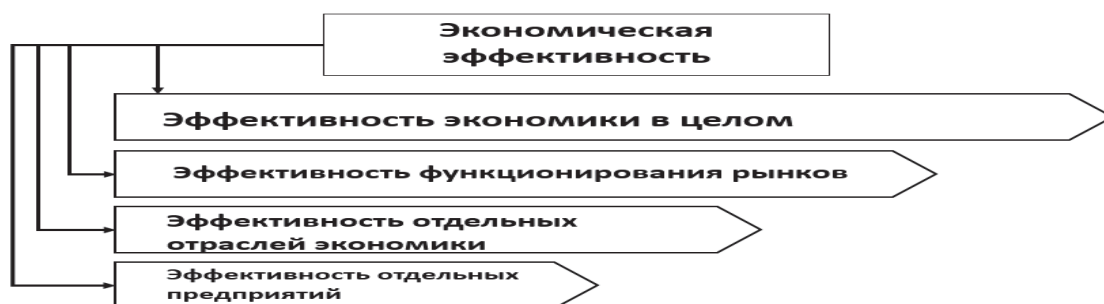 Экономическая
эффективность
Эффективность экономики в целом
Эффективность функционирования рынков
Эффективность отдельных
отраслей экономики
Эффективность отдельных
предприятий